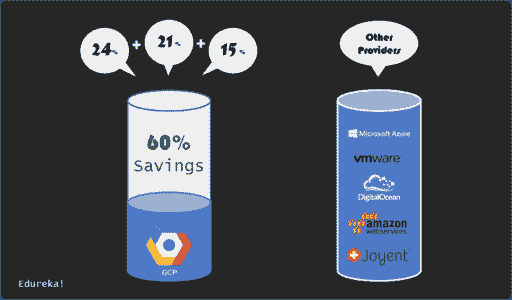 24% + 21% + 15%
60%
Savings
GCP
Other
Providers
Microsoft Azure
vmware
DigitalOcean
amazon
webservices
Joyent
Edureka!